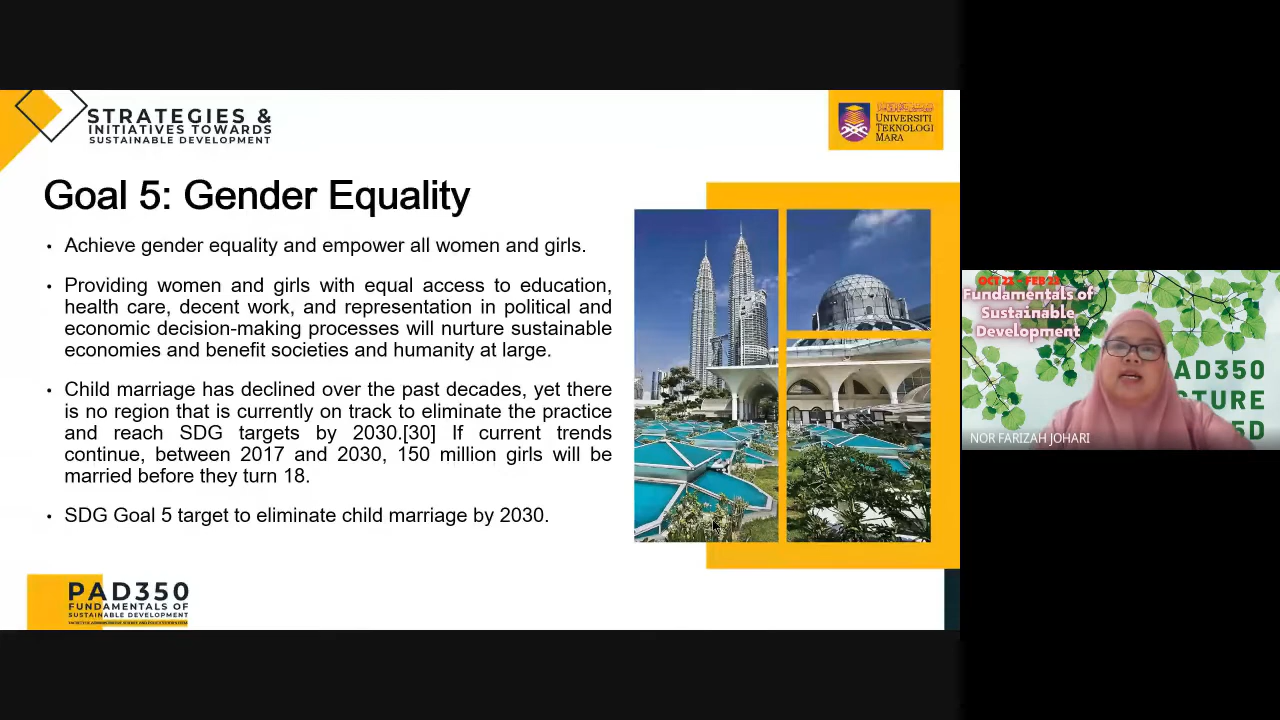 STRATEGIES &
INITIATIVES TOWARDS
SUSTAINABLE DEVELOPMENT
UNIVERSITI
TEKNOLOGI
MARA
Goal 5: Gender Equality
• Achieve gender equality and empower all women and girls.
• Providing women and girls with equal access to education,
health care, decent work, and representation in political and
economic decision-making processes will nurture sustainable
economies and benefit societies and humanity at large.
• Child marriage has declined over the past decades, yet there
is no region that is currently on track to eliminate the practice
and reach SDG targets by 2030.[30] If current trends
continue, between 2017 and 2030, 150 million girls will be
married before they turn 18.
• SDG Goal 5 target to eliminate child marriage by 2030.
PAD350
FUNDAMENTALS OF
SUSTAINABLE DEVELOPMENT
Fundamentals of
Sustainable
Development
AD350
CTURE
5D
NOR FARIZAH JOHARI